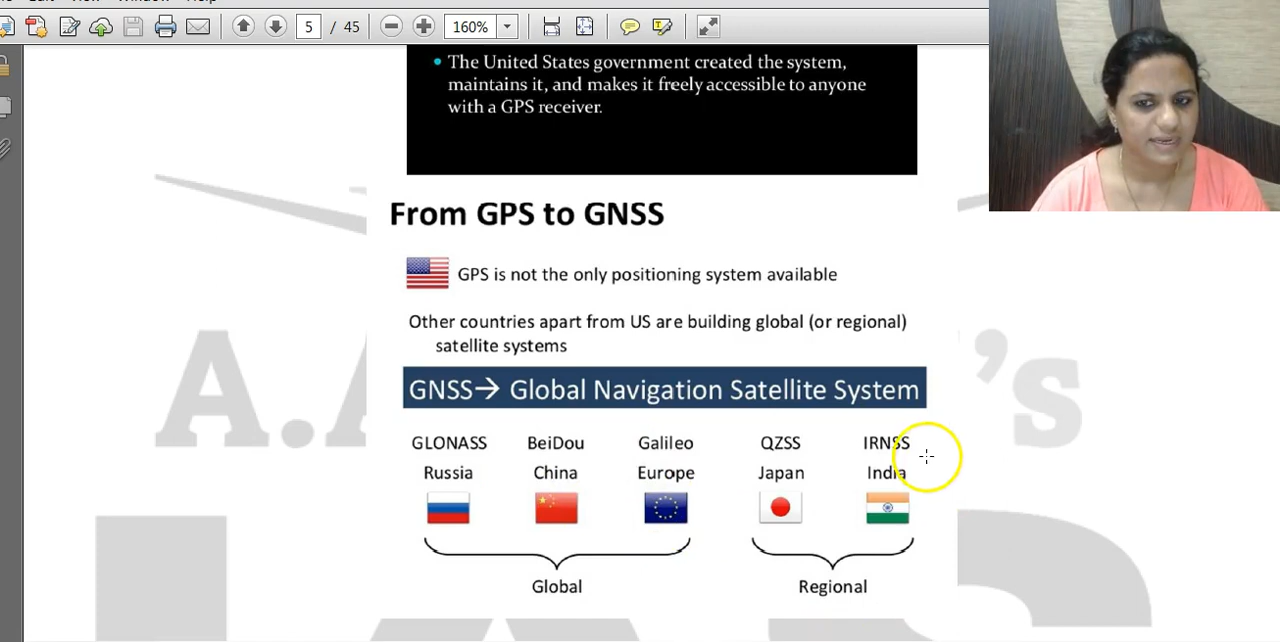 5 / 45
160%
• The United States government created the system,
maintains it, and makes it freely accessible to anyone
with a GPS receiver.
From GPS to GNSS
GPS is not the only positioning system available
Other countries apart from US are building global (or regional)
satellite systems
GNSS→ Global Navigation Satellite System
GLONASS BeiDou Galileo QZSS IRNSS
Russia China Europe Japan India
Global Regional
A.A
's